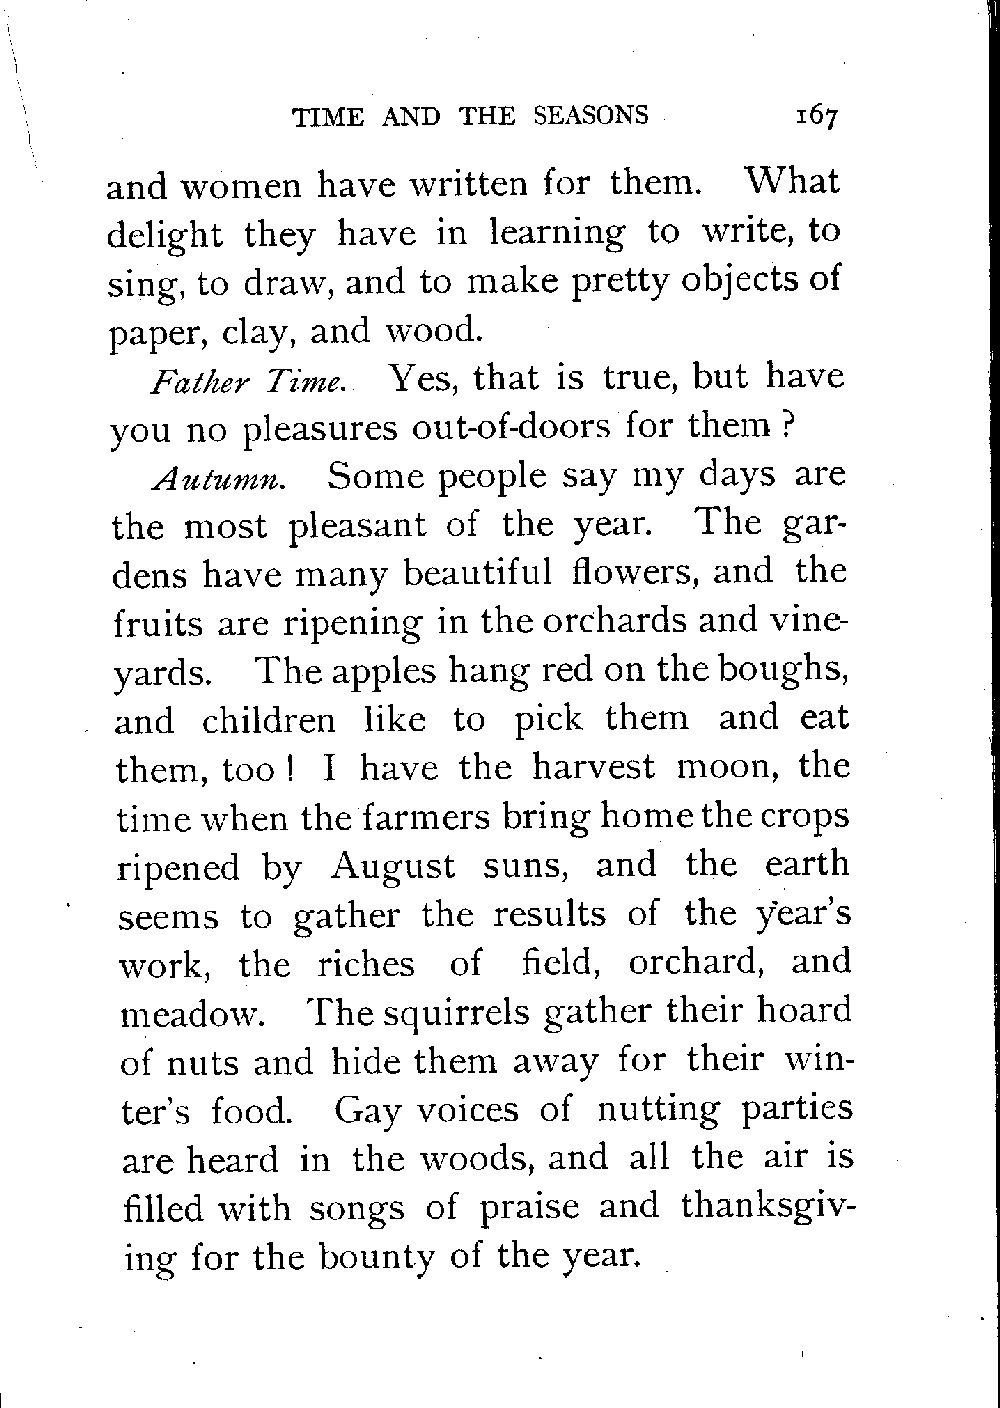 TIME AND THE SEASONS 167
and women have written for them. What
delight they have in learning to write, to
sing, to draw, and to make pretty objects of
paper, clay, and wood.
Father Time. Yes, that is true, but have
you no pleasures out-of-doors for them ?
Autumn. Some people say my days are
the most pleasant of the year. The gar-
dens have many beautiful flowers, and the
fruits are ripening in the orchards and vine-
yards. The apples hang red on the boughs,
and children like to pick them and eat
them, too ! I have the harvest moon, the
time when the farmers bring home the crops
ripened by August suns, and the earth
seems to gather the results of the year's
work, the riches of field, orchard, and
meadow. The squirrels gather their hoard
of nuts and hide them away for their win-
ter's food. Gay voices of nutting parties
are heard in the woods, and all the air is
filled with songs of praise and thanksgiv-
ing for the bounty of the year.